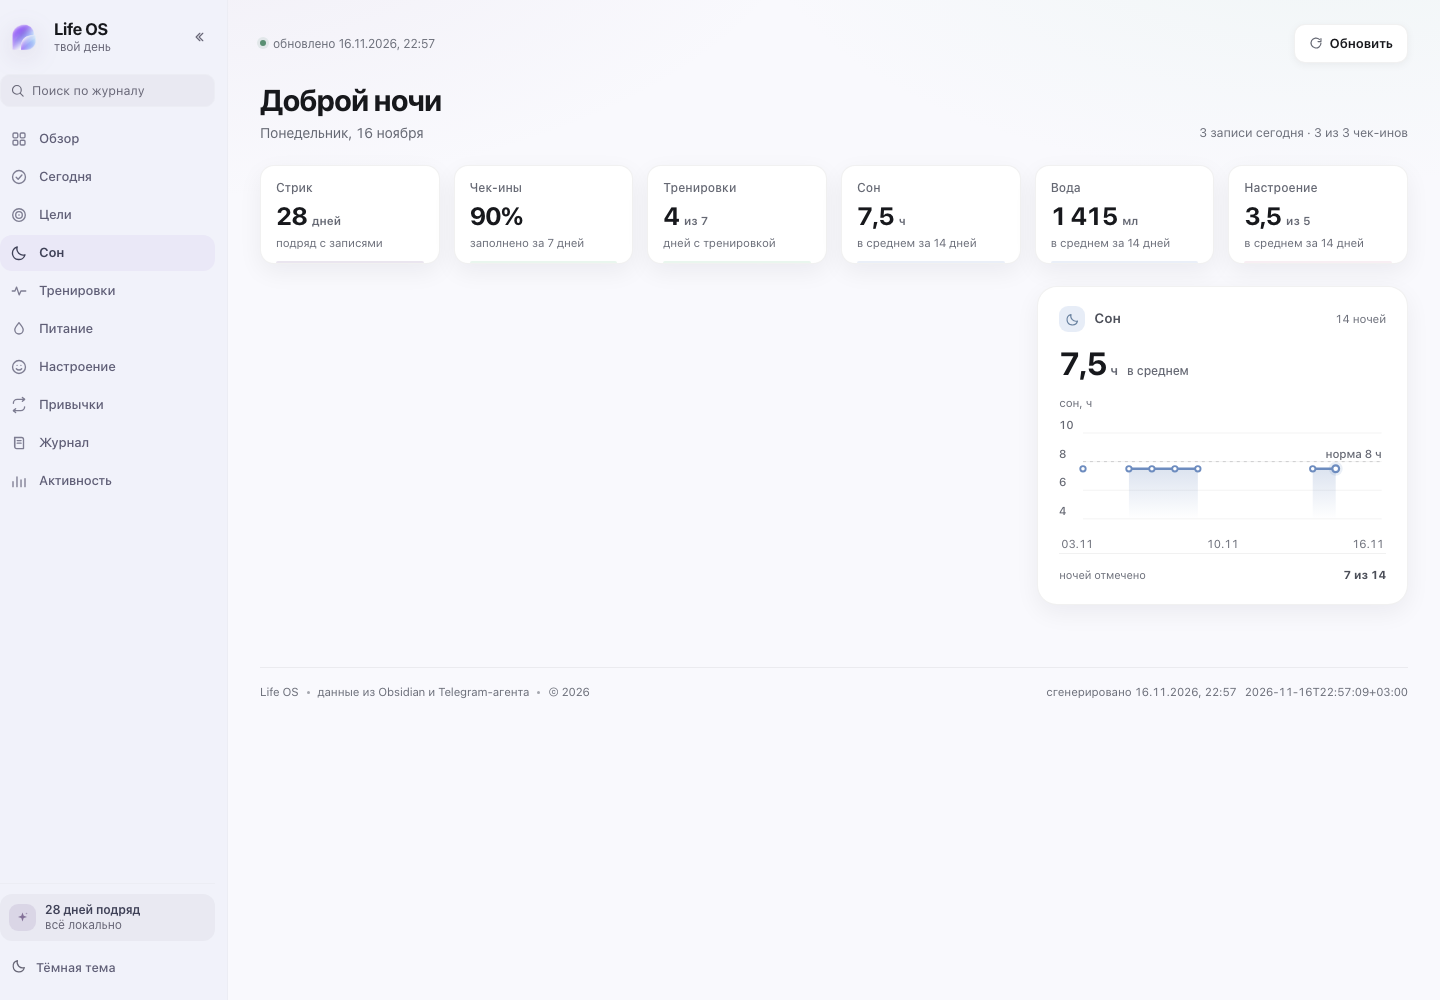 Life OS
твой день
Поиск по журналу
Обзор
Сегодня
Цели
Сон
Тренировки
Питание
Настроение
Привычки
Журнал
Активность
28 дней подряд
всё локально
Тёмная тема
обновлено 16.11.2026, 22:57
Обновить
Доброй ночи
Понедельник, 16 ноября
3 записи сегодня · 3 из 3 чек-инов
Стрик
28 дней
подряд с записями
Чек-ины
90%
заполнено за 7 дней
Тренировки
4 из 7
дней с тренировкой
Сон
7,5 ч
в среднем за 14 дней
Вода
1 415 мл
в среднем за 14 дней
Настроение
3,5 из 5
в среднем за 14 дней
Сон
14 ночей
7,5 ч в среднем
сон, ч
10
8
норма 8 ч
6
4
03.11 10.11 16.11
ночей отмечено 7 из 14
Life OS • данные из Obsidian и Telegram-агента • © 2026
сгенерировано 16.11.2026, 22:57 2026-11-16T22:57:09+03:00